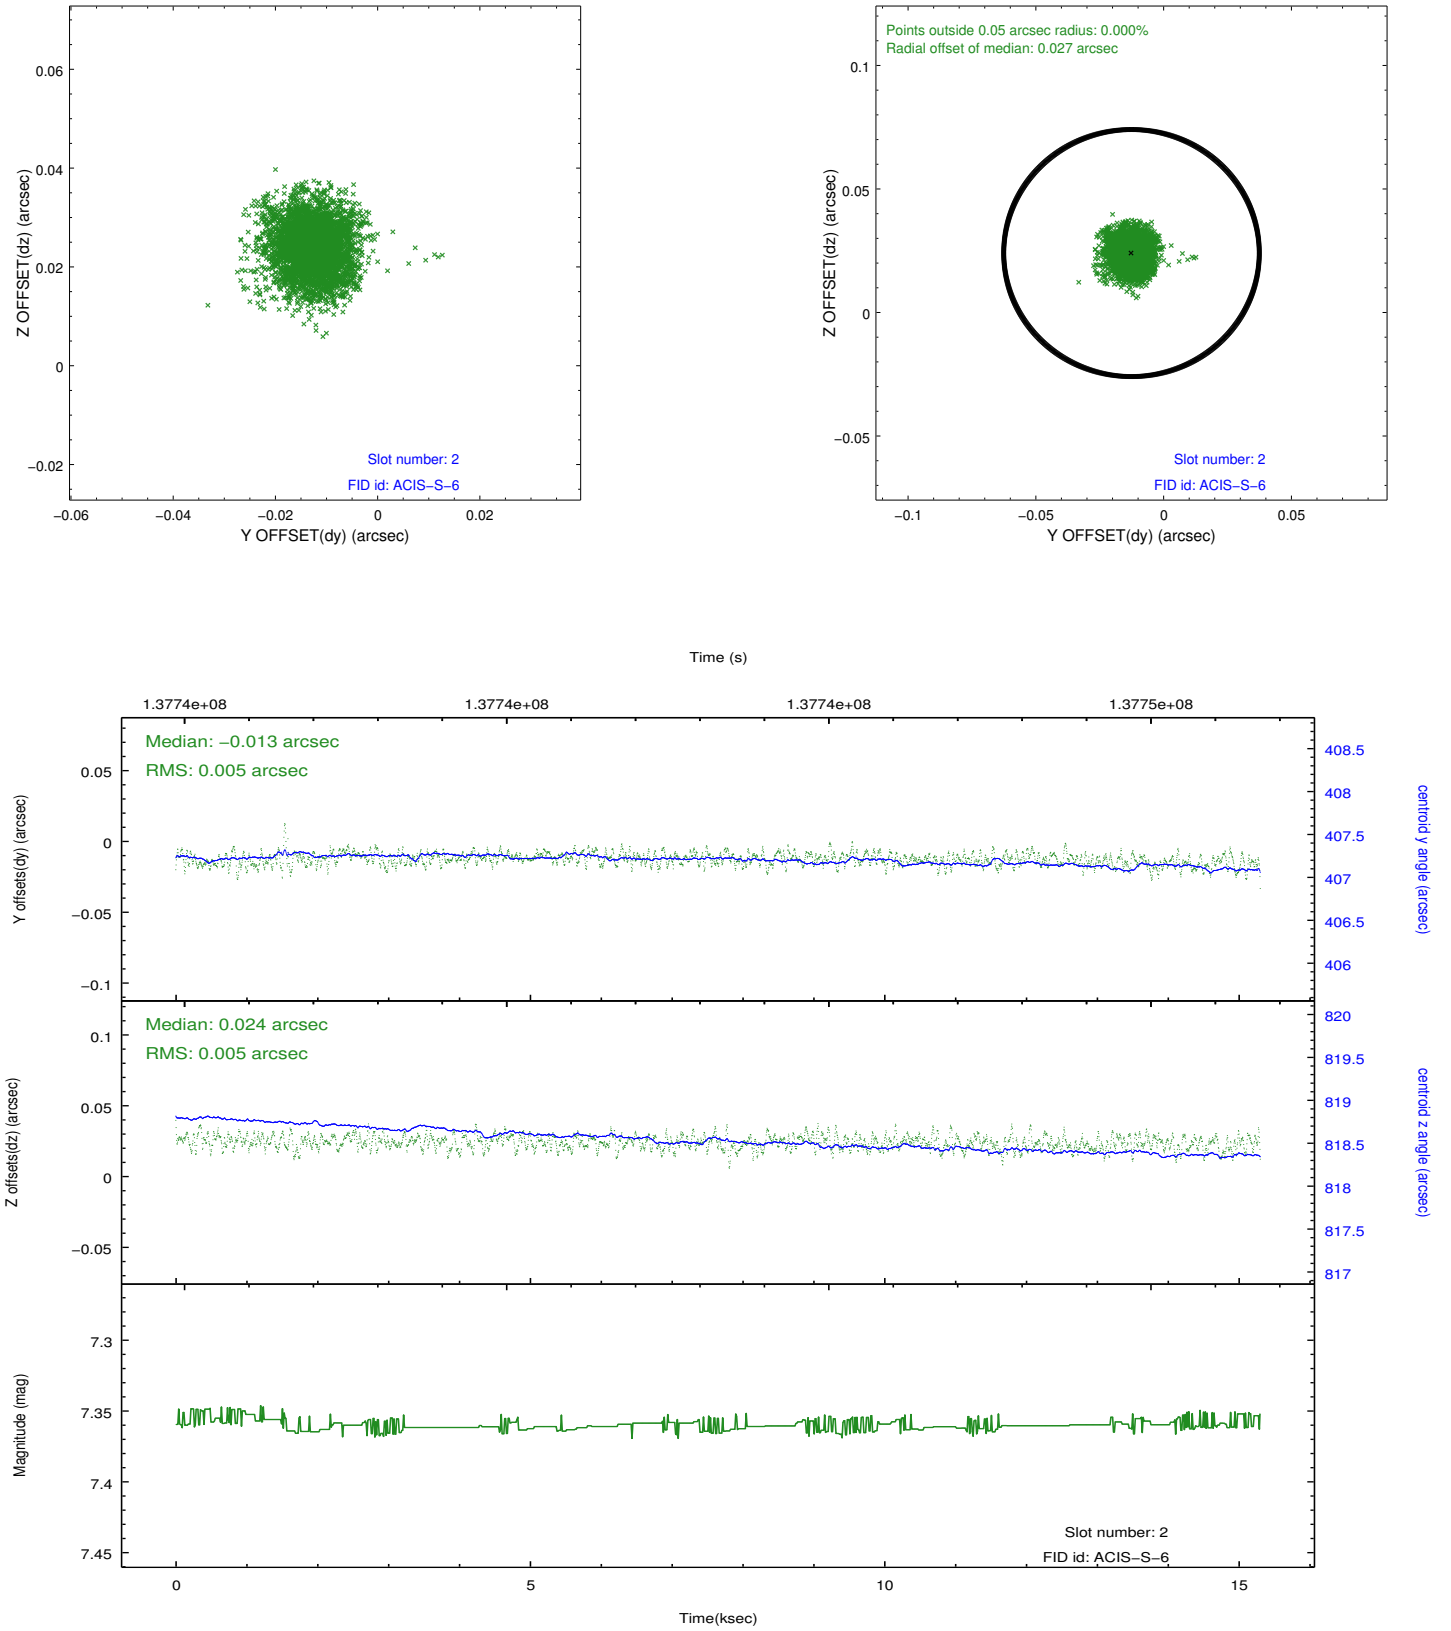 0.06
0.04
0.02
0
−0.02
Z OFFSET(dz) (arcsec)
Slot number: 2
FID id: ACIS−S−6
−0.06
−0.04
−0.02
0
0.02
Y OFFSET(dy) (arcsec)
Points outside 0.05 arcsec radius: 0.000%
Radial offset of median: 0.027 arcsec
0.1
0.05
0
−0.05
Z OFFSET(dz) (arcsec)
Slot number: 2
FID id: ACIS−S−6
−0.1
−0.05
0
0.05
Y OFFSET(dy) (arcsec)
Time (s)
1.3774e+08
1.3774e+08
1.3774e+08
1.3775e+08
Median: −0.013 arcsec
RMS: 0.005 arcsec
0.05
0
−0.05
−0.1
Y offsets(dy) (arcsec)
408.5
408
407.5
407
406.5
406
centroid y angle (arcsec)
Median: 0.024 arcsec
RMS: 0.005 arcsec
0.1
0.05
0
−0.05
Z offsets(dz) (arcsec)
820
819.5
819
818.5
818
817.5
817
centroid z angle (arcsec)
7.3
7.35
7.4
7.45
Magnitude (mag)
Slot number: 2
FID id: ACIS−S−6
0
5
10
15
Time(ksec)